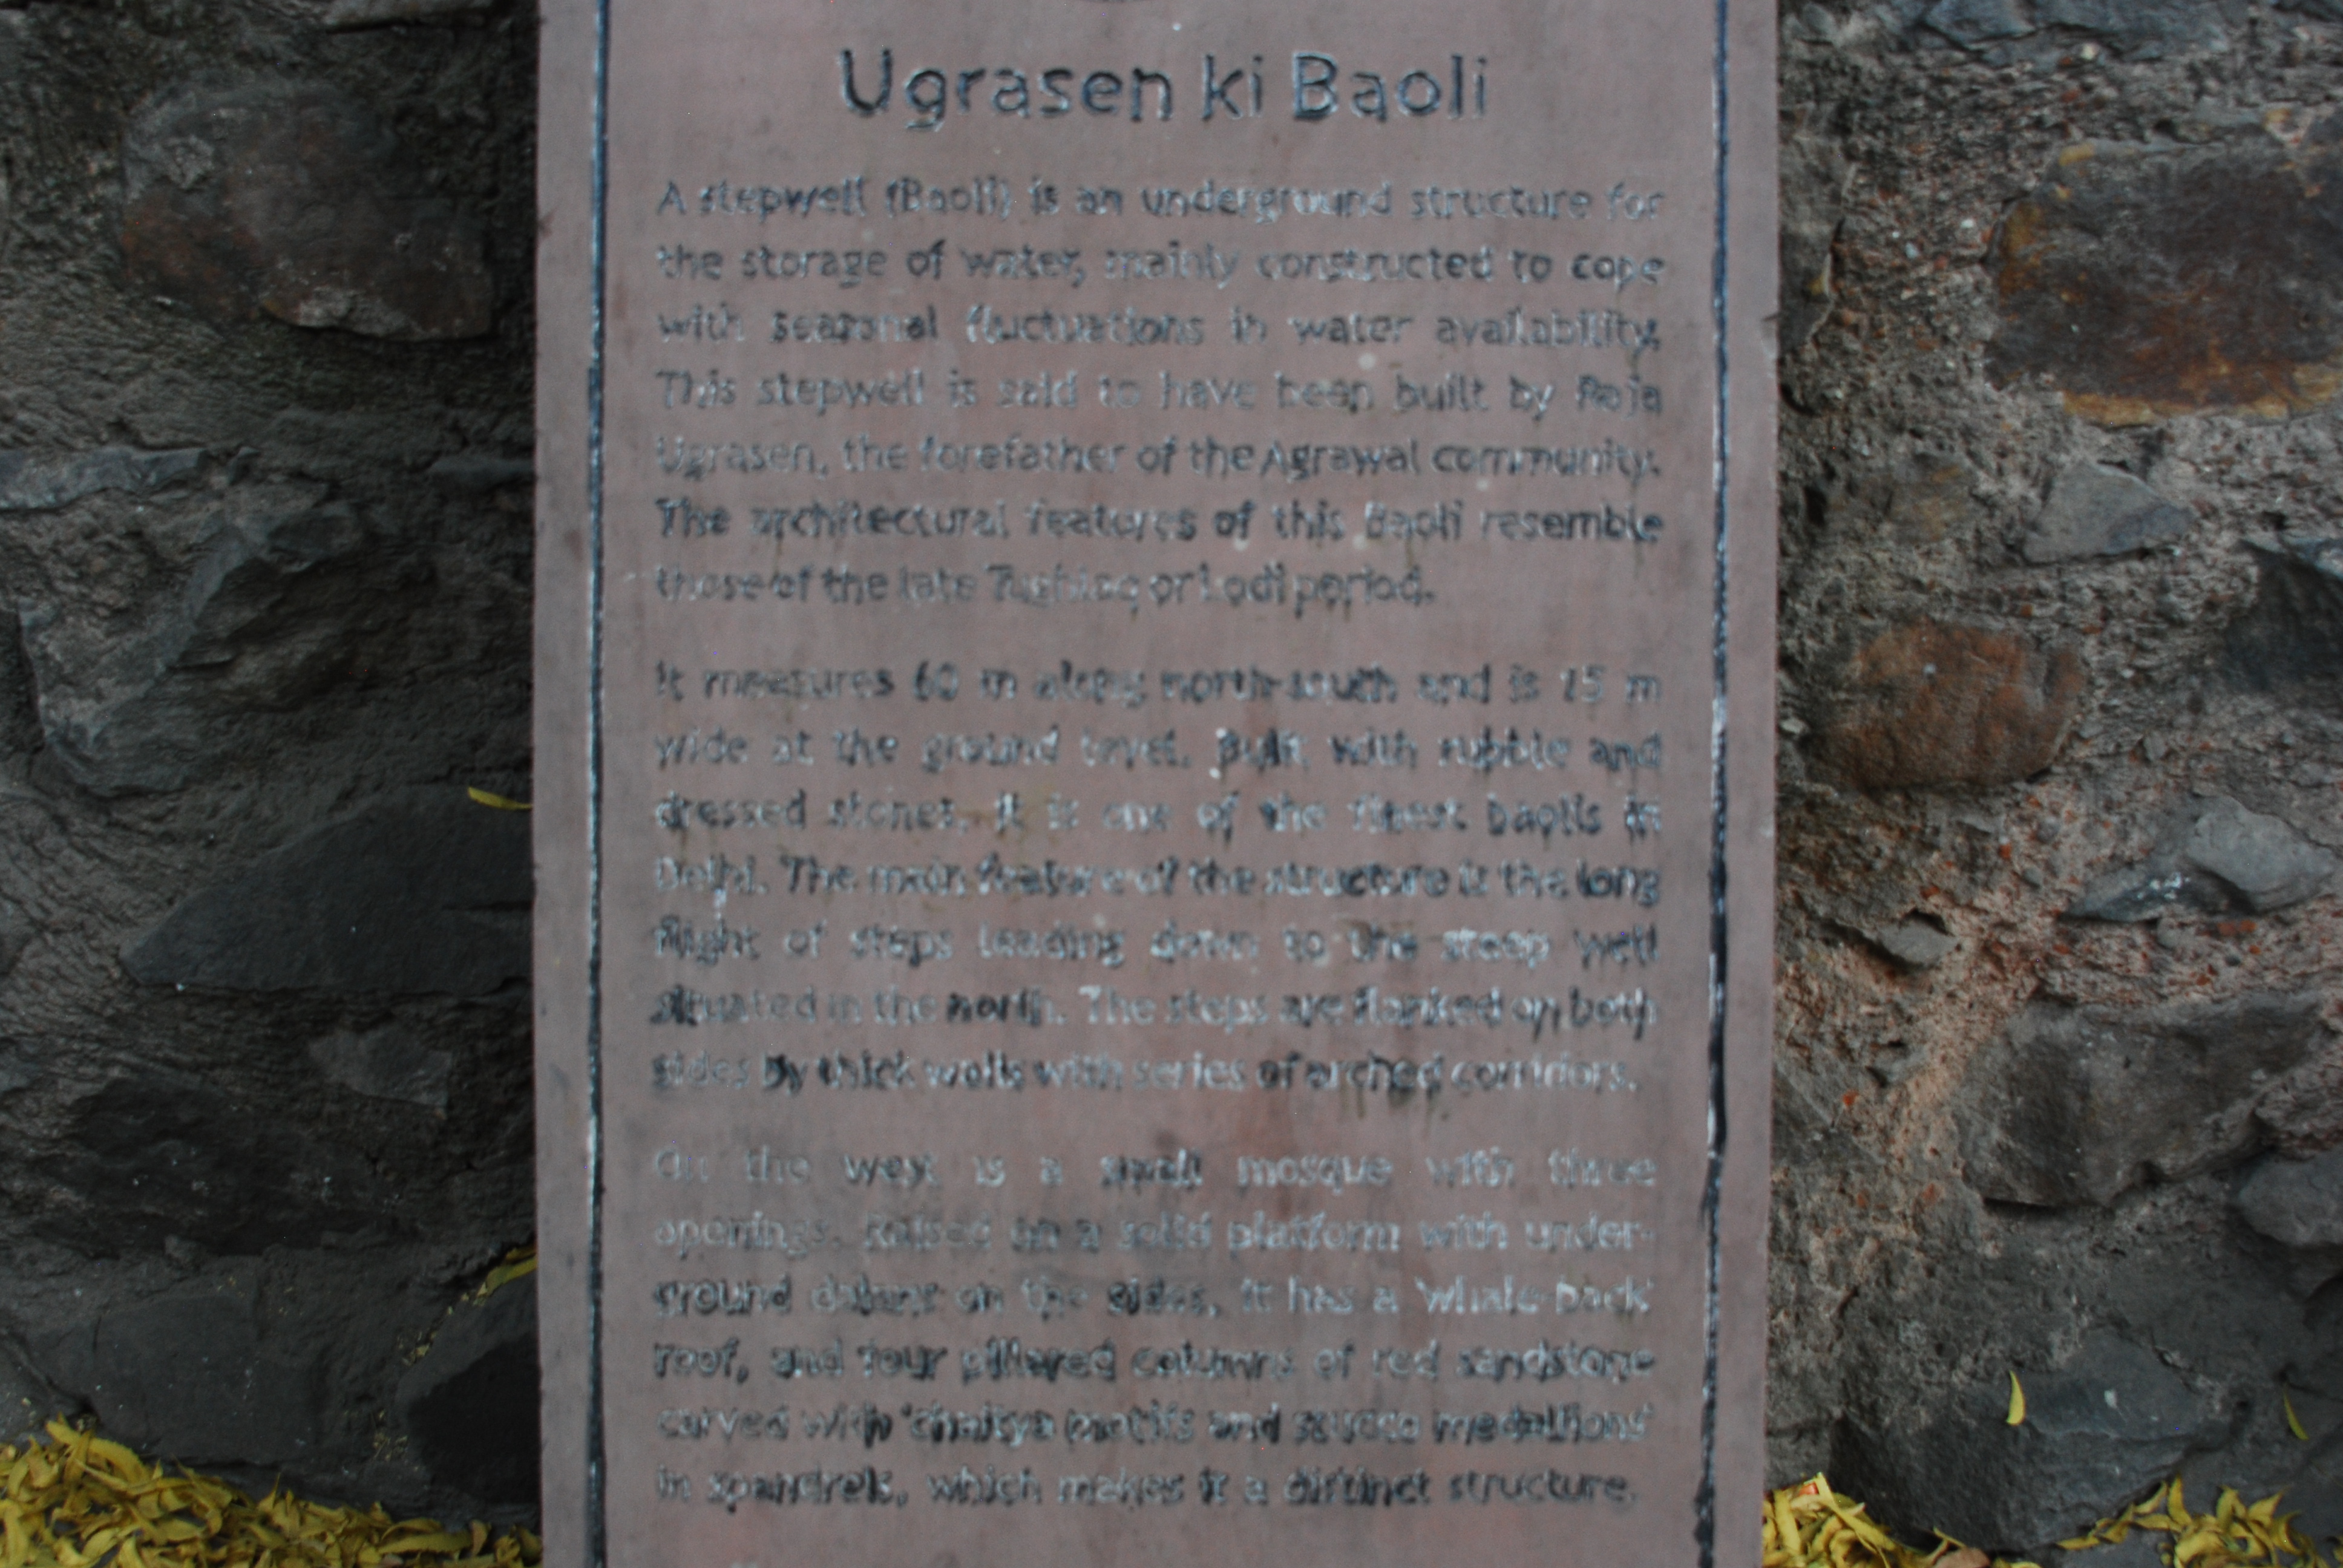 Ugrasen ki Baoli
A stepwell (Baoli) is an underground structure for
the storage of water, mainly constructed to cope
with seasonal fluctuations in water availability.
This stepwell is said to have been built by Raja
Ugrasen, the forefather of the Agrawal community.
The architectural features of this Baoli resemble
those of the late Tughlaq or Lodi period.
It measures 60 m along north-south and is 15 m
wide at the ground level. Built with rubble and
dressed stones, it is one of the finest baolis in
Delhi. The main feature of the structure is the long
flight of steps leading down to the steep well
situated in the north. The steps are flanked on both
sides by thick walls with series of arched corridors.
On the west is a small mosque with three
openings. Raised on a solid platform with under-
ground on the sides, it has a 'whale-back'
roof, and four pillared columns of red sandstone
carved with 'chaitya motifs and stucco medallions'
in spandrels, which makes it a distinct structure.